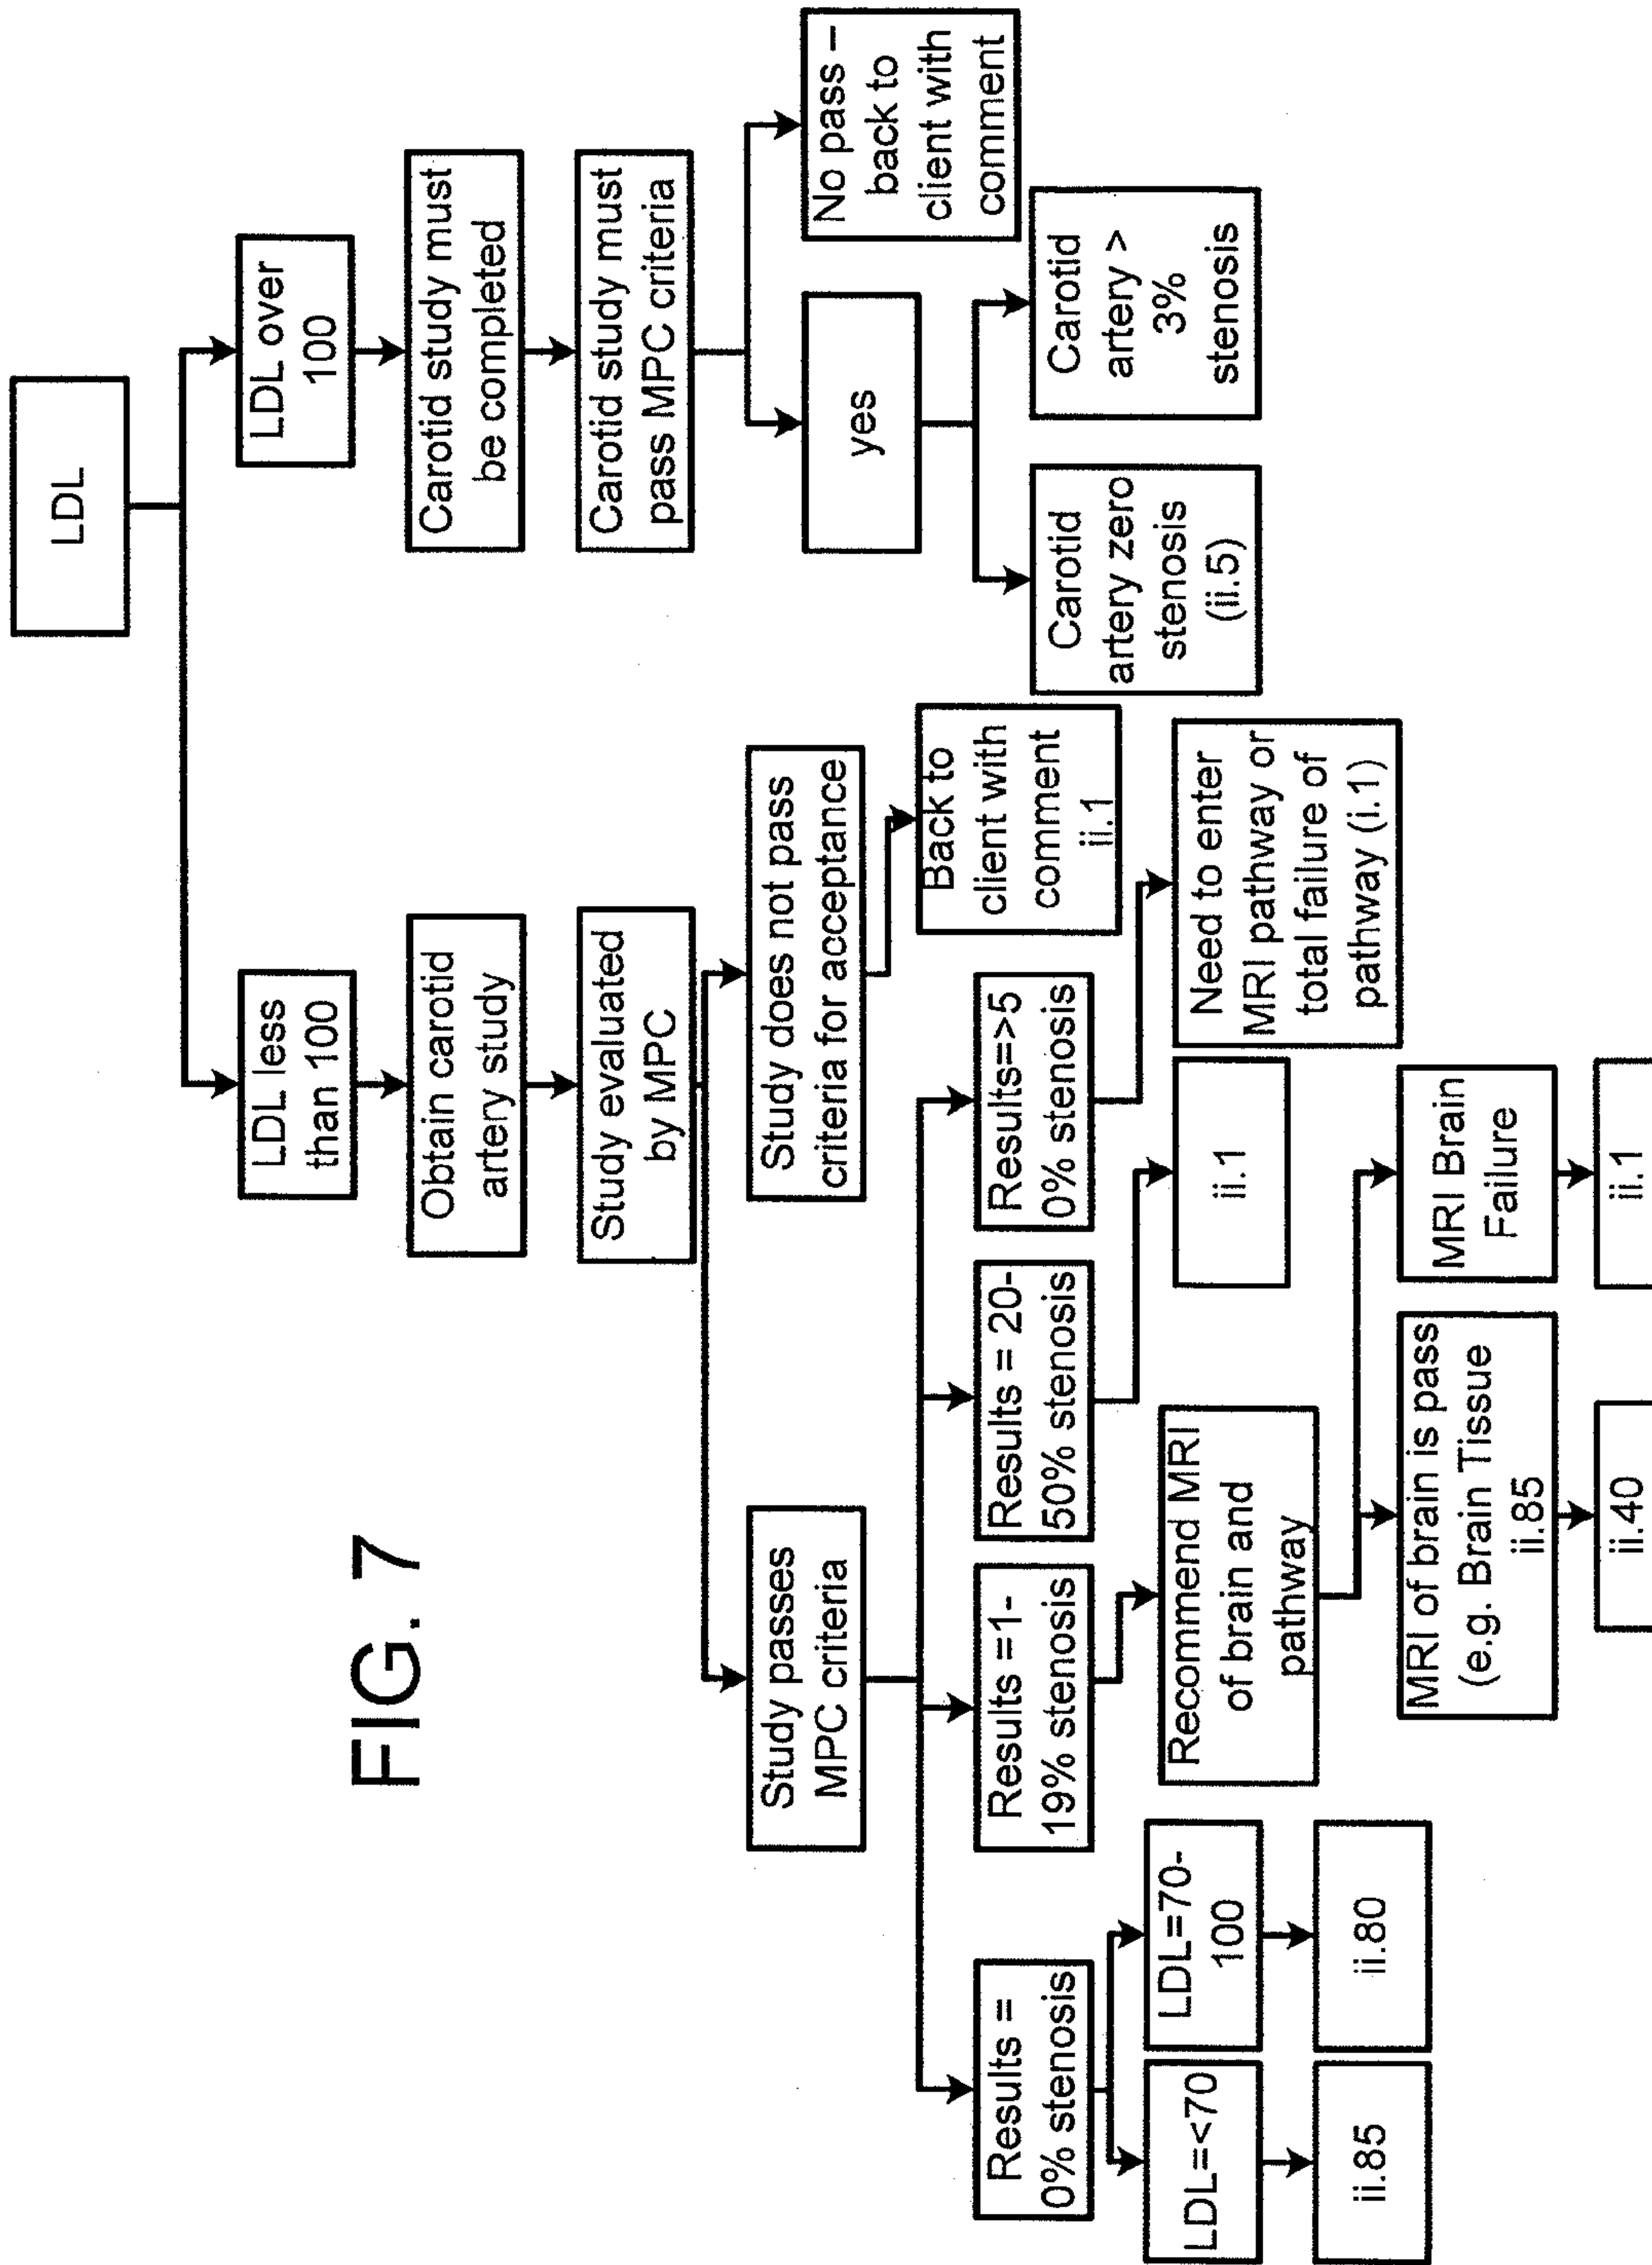 FIG. 7
LDL
LDL less
than 100
LDL over
100
Obtain carotid
artery study
Carotid study must
be completed
Study evaluated
by MPC
Carotid study must
pass MPC criteria
Study passes
MPC criteria
Study does not pass
criteria for acceptance
yes
No pass –
back to
client with
comment
Back to
client with
comment
ii.1
Results =
0% stenosis
Results =1-
19% stenosis
Results = 20-
50% stenosis
Results=>5
0% stenosis
Carotid
artery zero
stenosis
(ii.5)
Carotid
artery >
3%
stenosis
LDL=<70
LDL=70-
100
Recommend MRI
of brain and
pathway
ii.1
Need to enter
MRI pathway or
total failure of
pathway (i.1)
ii.85
ii.80
MRI of brain is pass
(e.g. Brain Tissue
ii.85
MRI Brain
Failure
ii.40
ii.1